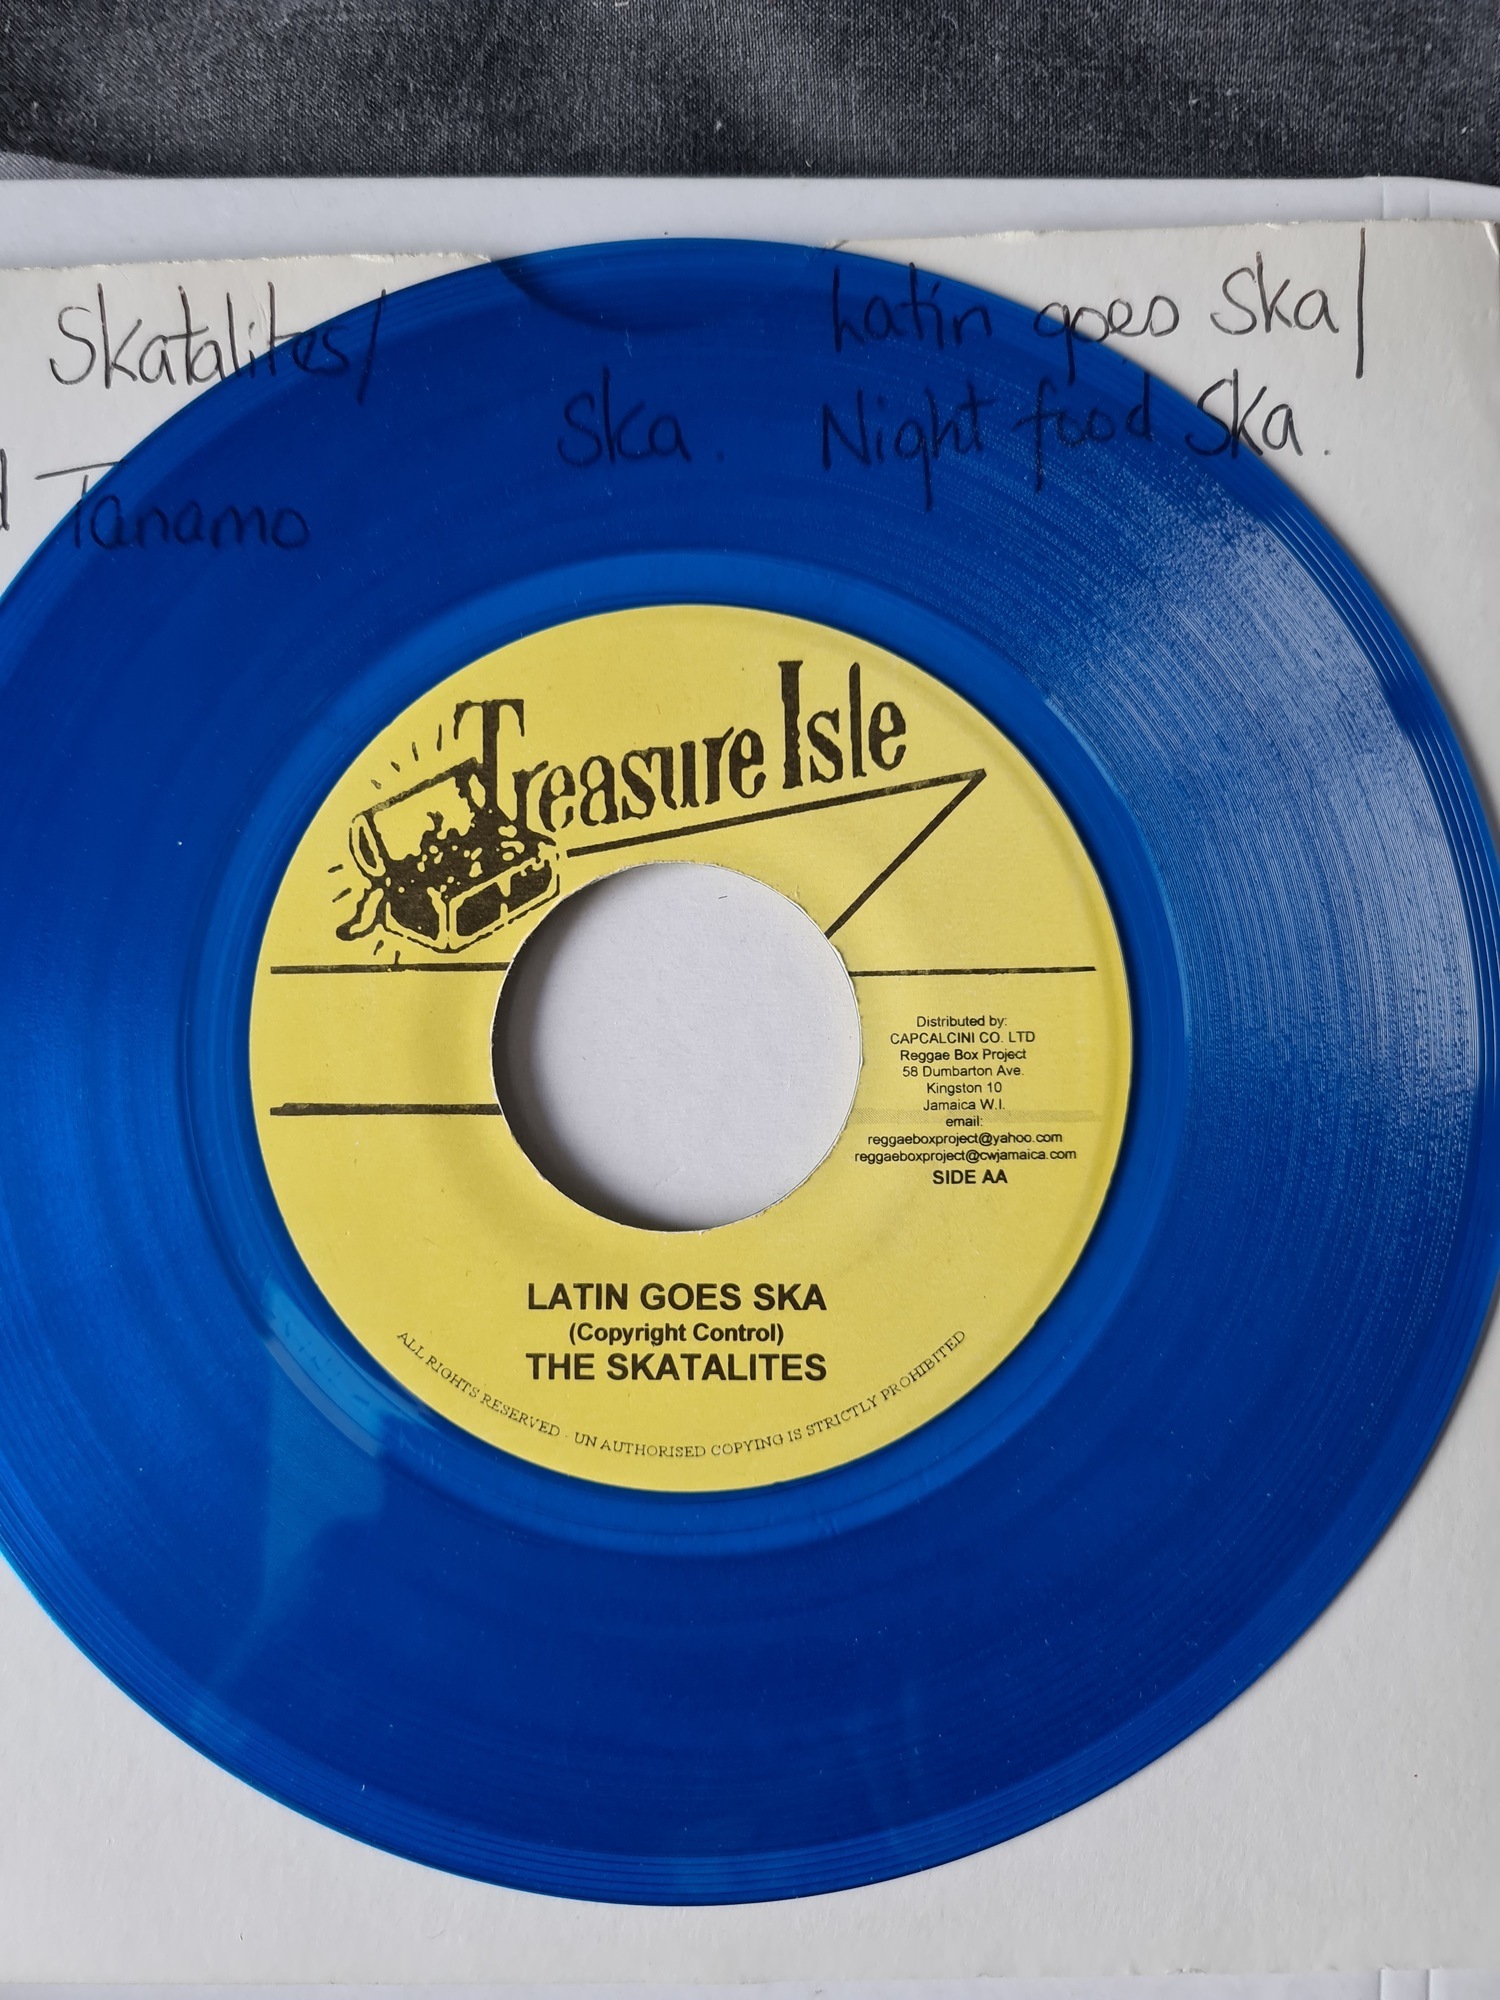 Skatalites/
Ska.
d Tanamo
Latin goes Ska/
Night food Ska.
Treasure Isle
Distributed by:
CAPCALCINI CO. LTD
Reggae Box Project
58 Dumbarton Ave.
Kingston 10
Jamaica W.I.
email:
reggaeboxproject@yahoo.com
reggaeboxproject@cwjamaica.com
SIDE AA
LATIN GOES SKA
(Copyright Control)
THE SKATALITES
ALL RIGHTS RESERVED - UN AUTHORISED COPYING IS STRICTLY PROHIBITED